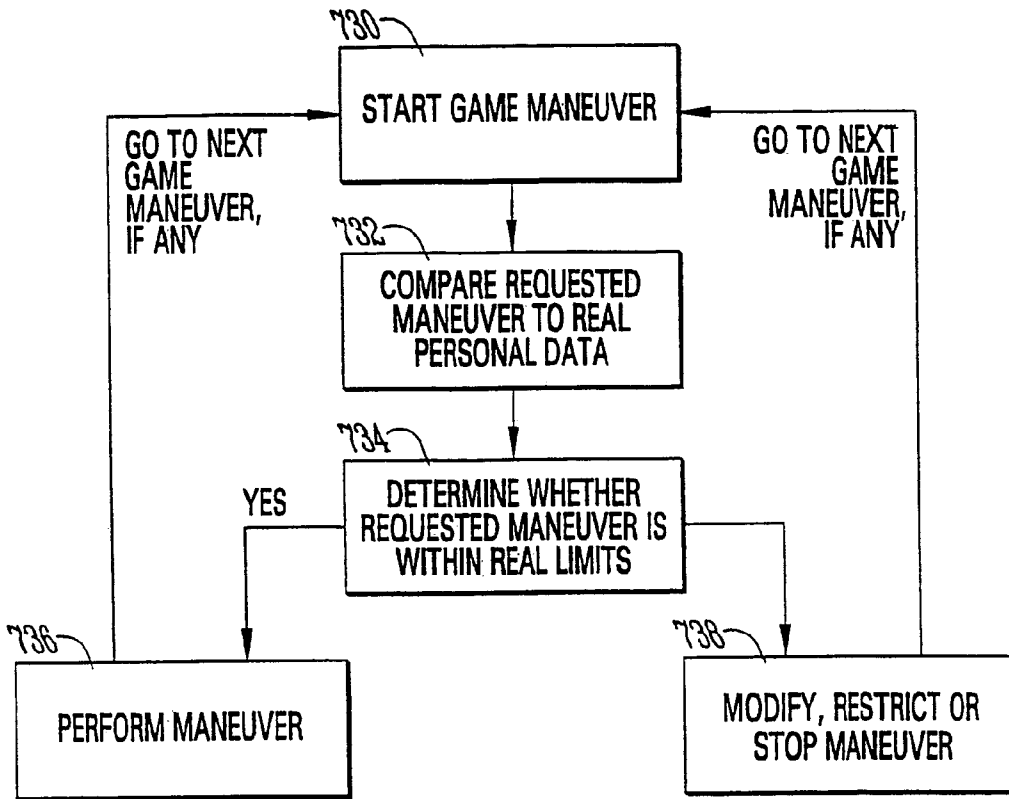 730
START GAME MANEUVER
GO TO NEXT
GAME
MANEUVER,
IF ANY
GO TO NEXT
GAME
MANEUVER,
IF ANY
732
COMPARE REQUESTED
MANEUVER TO REAL
PERSONAL DATA
734
DETERMINE WHETHER
REQUESTED MANEUVER IS
WITHIN REAL LIMITS
YES
736
PERFORM MANEUVER
738
MODIFY, RESTRICT OR
STOP MANEUVER